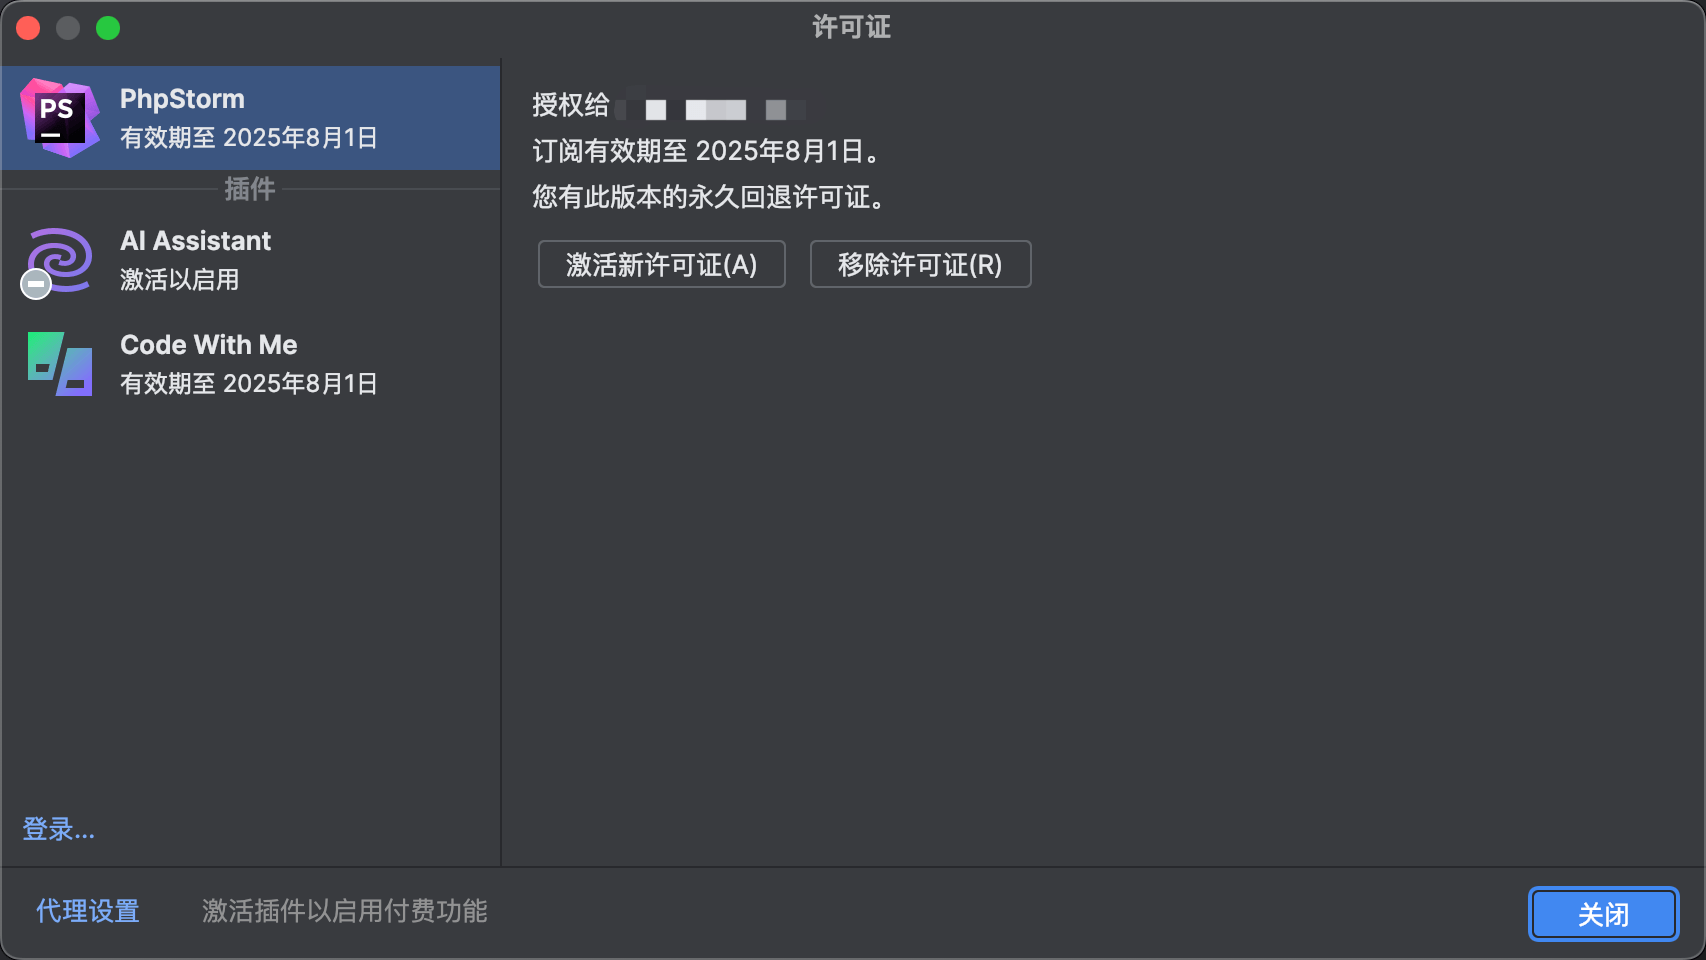 许可证
PS
PhpStorm
有效期至 2025年8月1日
插件
AI Assistant
激活以启用
Code With Me
有效期至 2025年8月1日
登录...
授权给
订阅有效期至 2025年8月1日。
您有此版本的永久回退许可证。
激活新许可证(A)
移除许可证(R)
代理设置
激活插件以启用付费功能
关闭